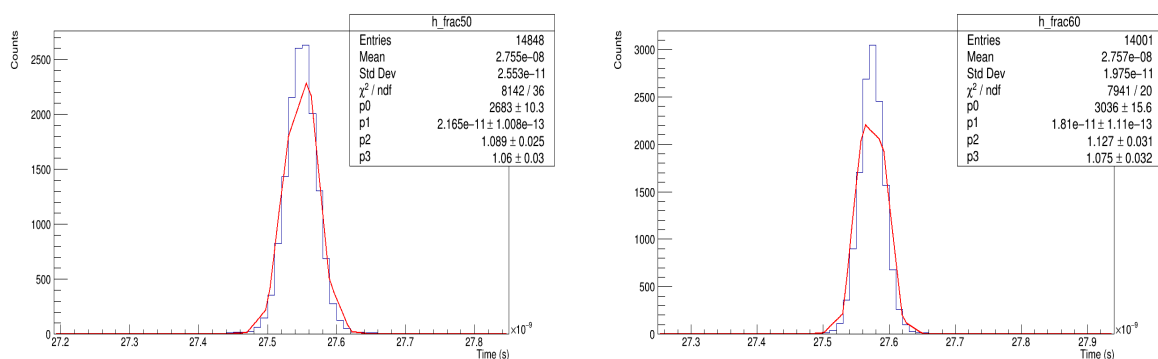 h_frac50
Entries 14848
Mean 2.755e−08
Std Dev 2.553e−11
χ² / ndf 8142 / 36
p0 2683 ± 10.3
p1 2.165e−11 ± 1.008e−13
p2 1.089 ± 0.025
p3 1.06 ± 0.03
Counts
2500
2000
1500
1000
500
0
27.2 27.3 27.4 27.5 27.6 27.7 27.8
×10⁻⁹
Time (s)
h_frac60
Entries 14001
Mean 2.757e−08
Std Dev 1.975e−11
χ² / ndf 7941 / 20
p0 3036 ± 15.6
p1 1.81e−11 ± 1.11e−13
p2 1.127 ± 0.031
p3 1.075 ± 0.032
Counts
3000
2500
2000
1500
1000
500
0
27.3 27.4 27.5 27.6 27.7 27.8 27.9
×10⁻⁹
Time (s)